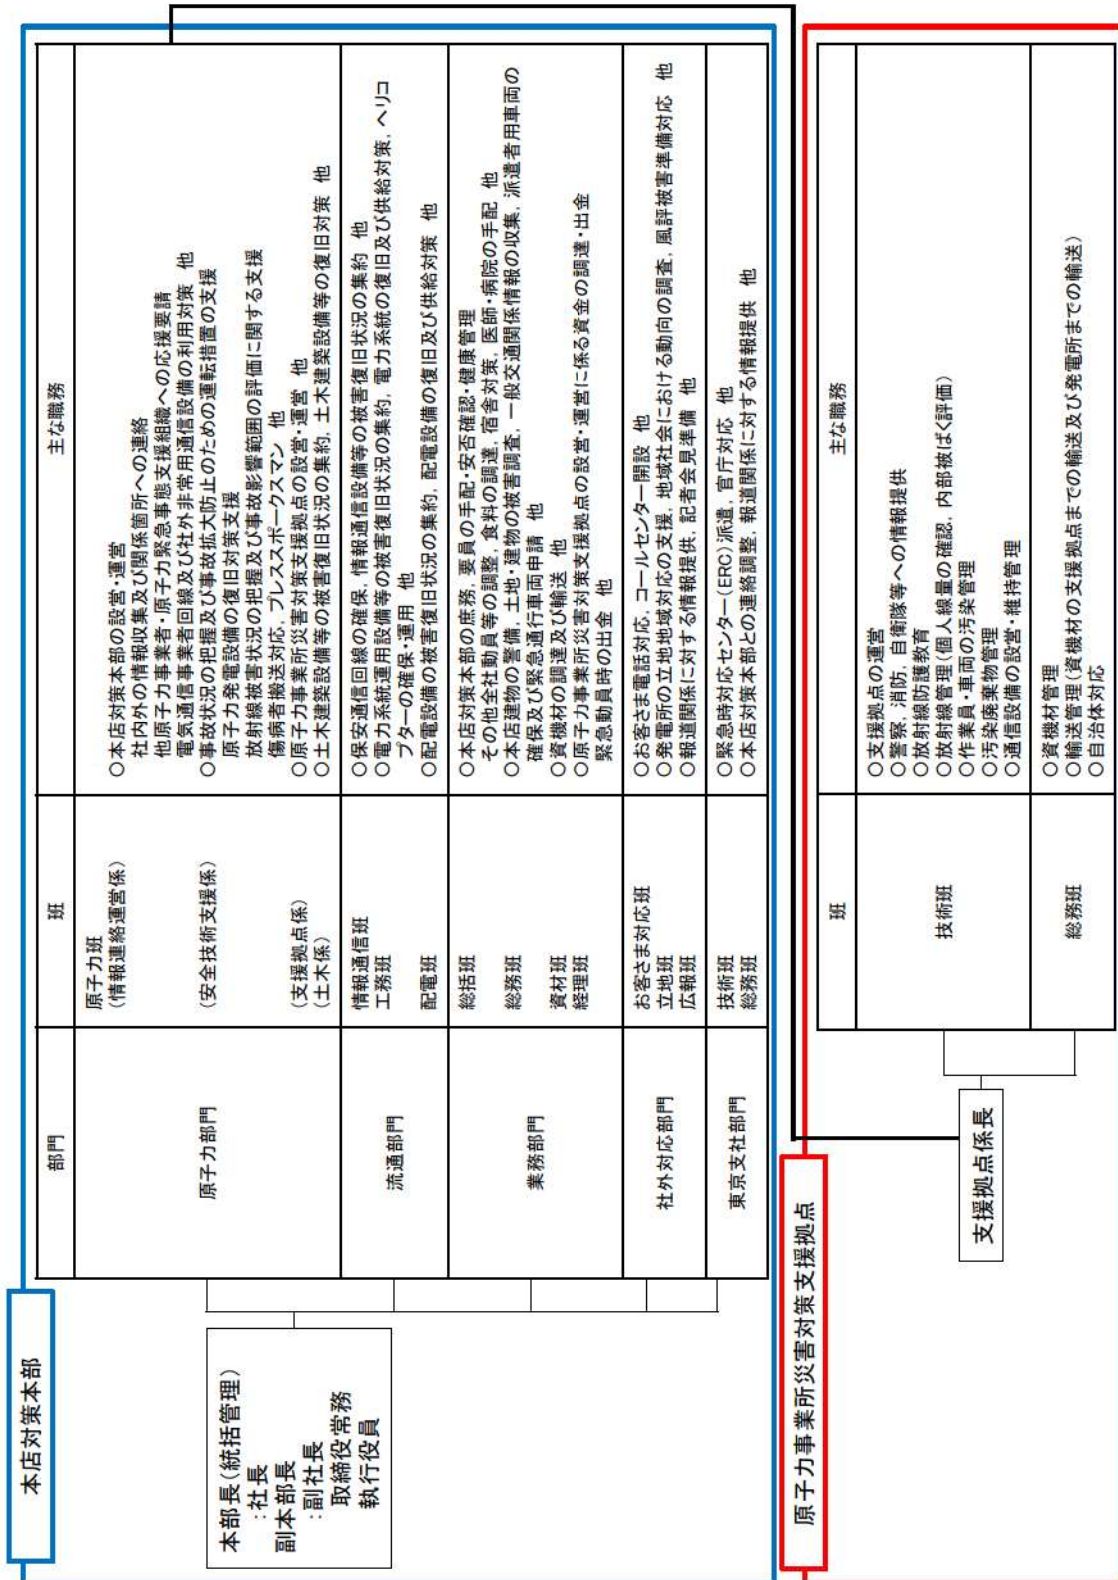 本店対策本部
本部長(統括管理)
:社長
副本部長
:副社長
取締役常務
執行役員
部門
班
主な職務
原子力部門
原子力班
(情報連絡運営係)
○本店対策本部の設営・運営
社内外の情報収集及び関係箇所への連絡
他原子力事業者・原子力緊急事態支援組織への応援要請
電気通信事業者回線及び社外非常用通信設備の利用対策 他
(安全技術支援係)
○事故状況の把握及び事故拡大防止のための運転措置の支援
原子力発電設備の復旧対策支援
放射線被害状況の把握及び事故影響範囲の評価に関する支援
傷病者搬送対応, プレススポークスマン 他
(支援拠点係)
○原子力事業所災害対策支援拠点の設営・運営 他
(土木係)
○土木建築設備等の被害復旧状況の集約, 土木建築設備等の復旧対策 他
流通部門
情報通信班
○保安通信回線の確保, 情報通信設備等の被害復旧状況の集約 他
工務班
○電力系統運用設備等の被害復旧状況の集約, 電力系統の復旧及び供給対策, ヘリコ
プターの確保・運用 他
配電班
○配電設備の被害復旧状況の集約, 配電設備の復旧及び供給対策 他
業務部門
総括班
○本店対策本部の庶務, 要員の手配・安否確認・健康管理
その他全社動員等の調整, 食料の調達, 宿舎対策, 医師・病院の手配 他
総務班
○本店建物の警備, 土地・建物の被害調査, 一般交通関係情報の収集, 派遣者用車両の
確保及び緊急通行車両申請 他
資材班
○資機材の調達及び輸送 他
経理班
○原子力事業所災害対策支援拠点の設営・運営に係る資金の調達・出金
緊急動員時の出金 他
社外対応部門
お客さま対応班
○お客さま電話対応, コールセンター開設 他
立地班
○発電所の立地地域対応の支援, 地域社会における動向の調査, 風評被害準備対応 他
広報班
○報道関係に対する情報提供, 記者会見準備 他
東京支社部門
技術班
○緊急時対応センター(ERC)派遣, 官庁対応 他
総務班
○本店対策本部との連絡調整, 報道関係に対する情報提供 他
原子力事業所災害対策支援拠点
支援拠点係長
班
主な職務
技術班
○支援拠点の運営
○警察, 消防, 自衛隊等への情報提供
○放射線防護教育
○放射線管理(個人線量の確認, 内部被ばく評価)
○作業員・車両の汚染管理
○汚染廃棄物管理
○通信設備の設営・維持管理
総務班
○資機材管理
○輸送管理(資機材の支援拠点までの輸送及び発電所までの輸送)
○自治体対応